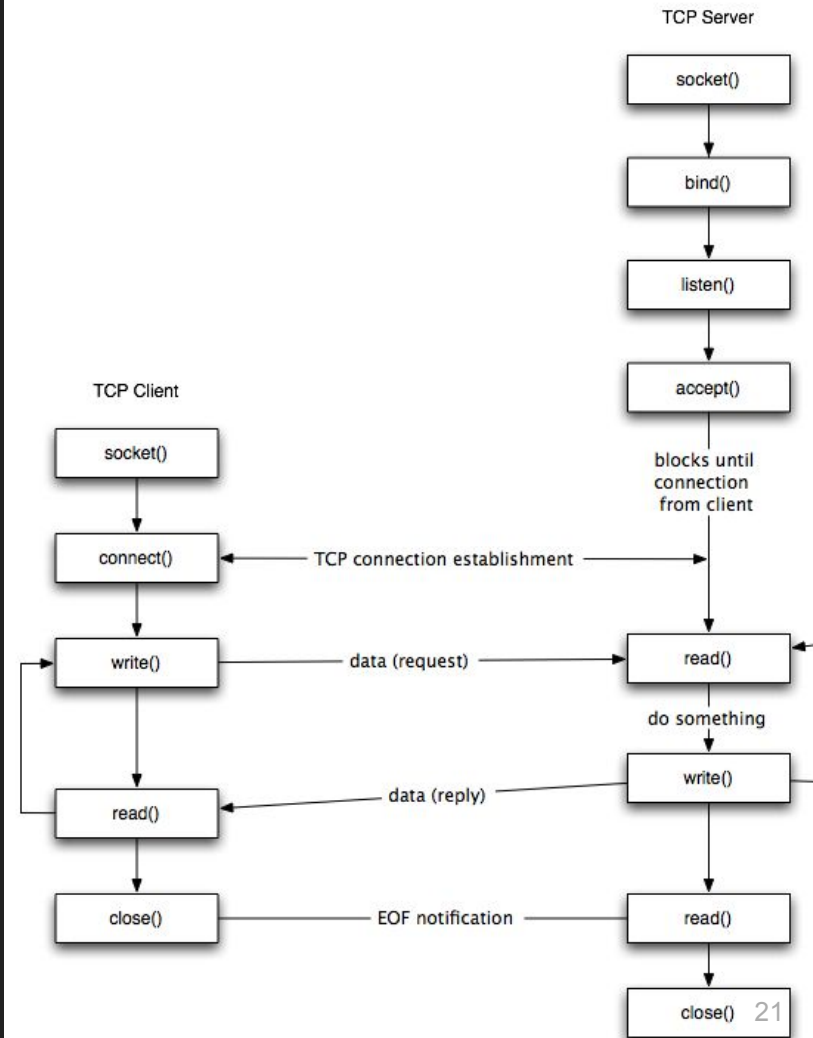 TCP Server
socket()
bind()
listen()
accept()
blocks until
connection
from client
TCP Client
socket()
connect()
TCP connection establishment
write()
data (request)
read()
do something
write()
data (reply)
read()
close()
EOF notification
read()
close()
21